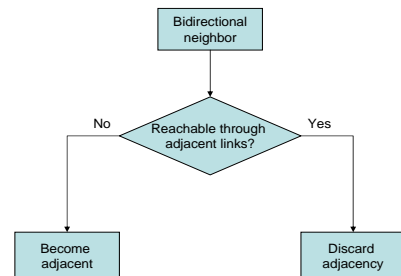 Bidirectional
neighbor
No
Reachable through
adjacent links?
Yes
Become
adjacent
Discard
adjacency